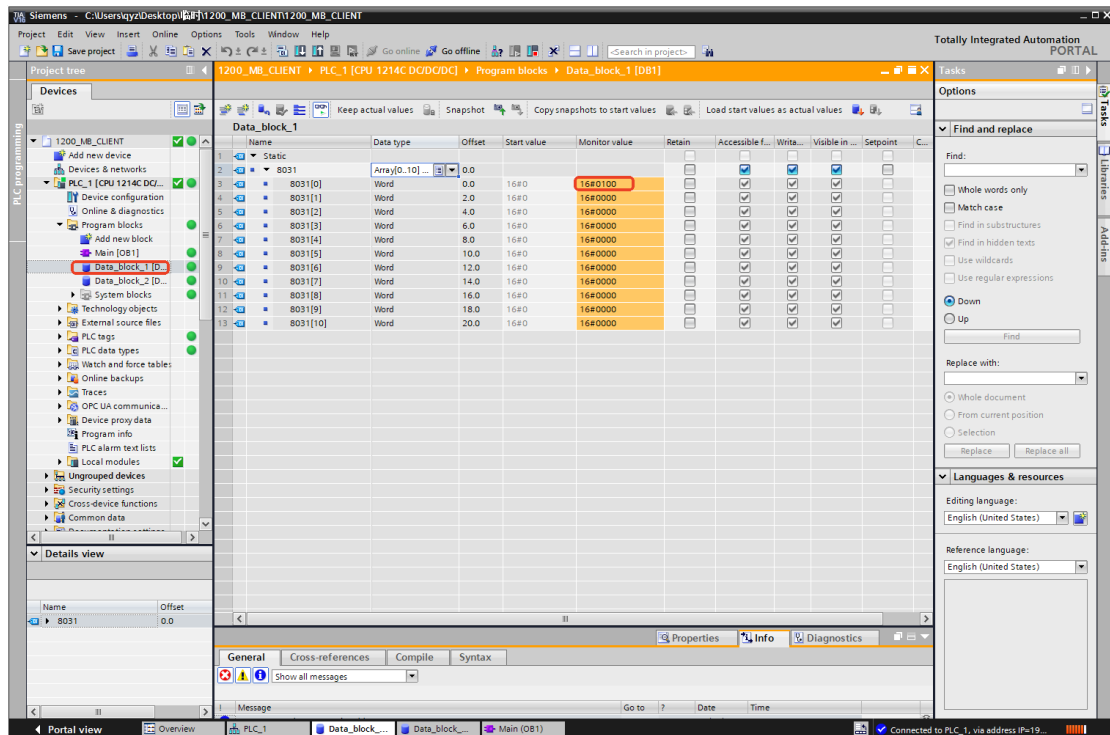 Siemens - C:\Users\qyz\Desktop\临时\1200_MB_CLIENT\1200_MB_CLIENT
Project Edit View Insert Online Options Tools Window Help
Totally Integrated Automation
PORTAL
Save project Go online Go offline <Search in project>
Project tree
1200_MB_CLIENT PLC_1 [CPU 1214C DC/DC/DC] Program blocks Data_block_1 [DB1]
Tasks
Devices
Options
Keep actual values Snapshot Copy snapshots to start values Load start values as actual values
Data_block_1
Name Data type Offset Start value Monitor value Retain Accessible f... Writa... Visible in ... Setpoint C...
1 Static
2 8031 Array[0..10] ... 0.0
3 8031[0] Word 0.0 16#0 16#0100
4 8031[1] Word 2.0 16#0 16#0000
5 8031[2] Word 4.0 16#0 16#0000
6 8031[3] Word 6.0 16#0 16#0000
7 8031[4] Word 8.0 16#0 16#0000
8 8031[5] Word 10.0 16#0 16#0000
9 8031[6] Word 12.0 16#0 16#0000
10 8031[7] Word 14.0 16#0 16#0000
11 8031[8] Word 16.0 16#0 16#0000
12 8031[9] Word 18.0 16#0 16#0000
13 8031[10] Word 20.0 16#0 16#0000
PLC programming
1200_MB_CLIENT
Add new device
Devices & networks
PLC_1 [CPU 1214C DC/...
Device configuration
Online & diagnostics
Program blocks
Add new block
Main [OB1]
Data_block_1 [D...
Data_block_2 [D...
System blocks
Technology objects
External source files
PLC tags
PLC data types
Watch and force tables
Online backups
Traces
OPC UA communica...
Device proxy data
Program info
PLC alarm text lists
Local modules
Ungrouped devices
Security settings
Cross-device functions
Common data
Details view
Name Offset
8031 0.0
Find and replace
Find:
Whole words only
Match case
Find in substructures
Find in hidden texts
Use wildcards
Use regular expressions
Down
Up
Find
Replace with:
Whole document
From current position
Selection
Replace Replace all
Languages & resources
Editing language:
English (United States)
Reference language:
English (United States)
Tasks
Libraries
Add-ins
Properties Info Diagnostics
General Cross-references Compile Syntax
Show all messages
! Message Go to ? Date Time
Portal view Overview PLC_1 Data_block_... Data_block_... Main (OB1) Connected to PLC_1, via address IP=19...